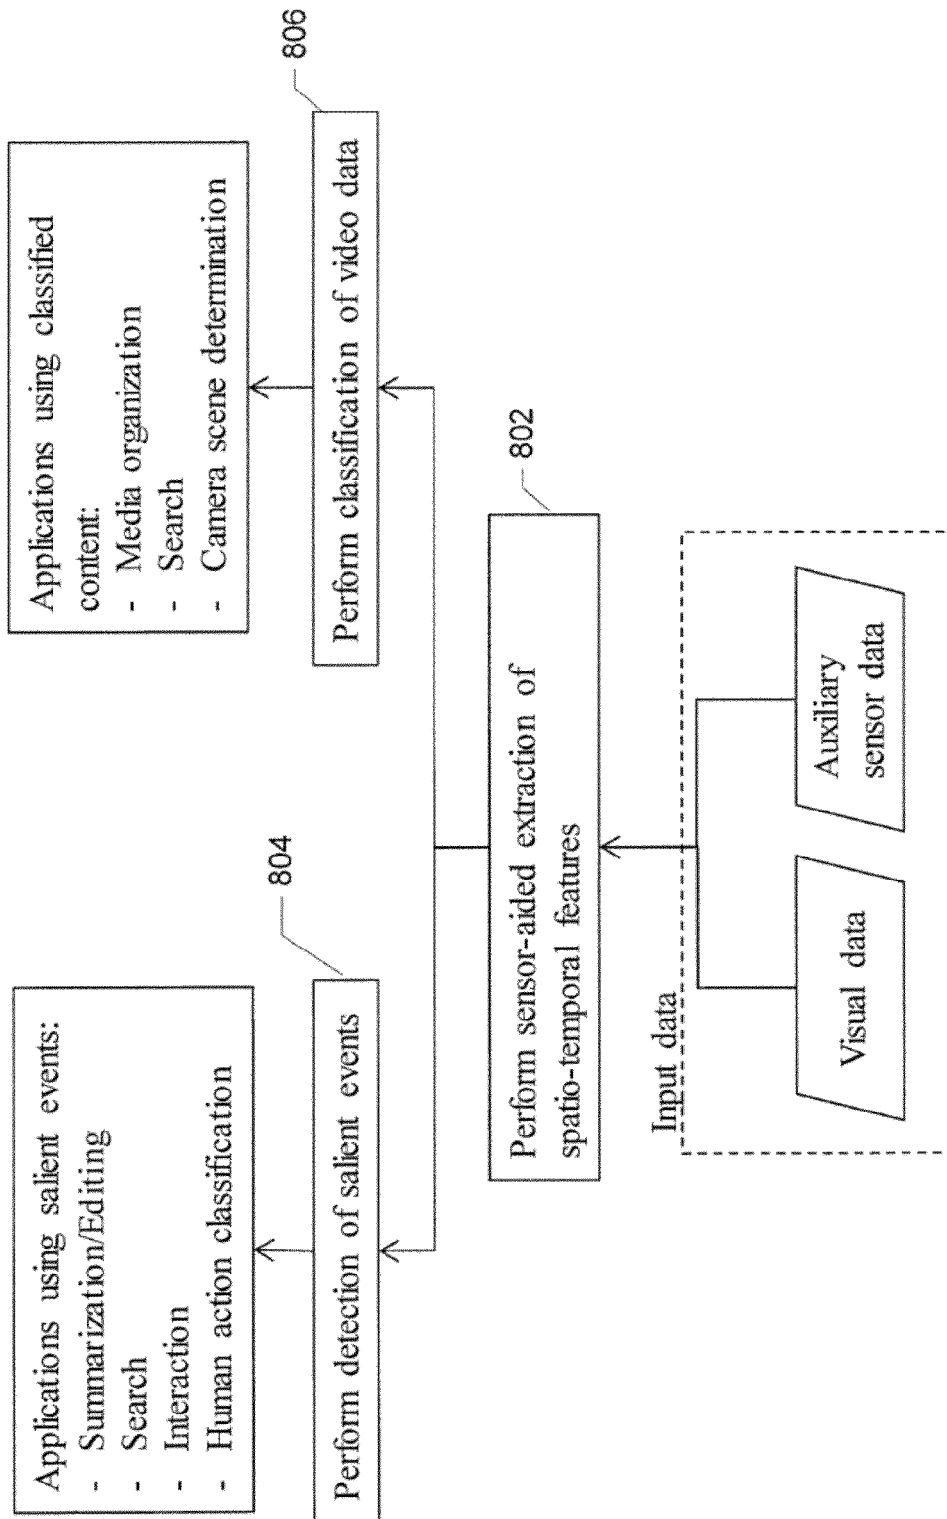 Applications using salient events:
- Summarization/Editing
- Search
- Interaction
- Human action classification
Applications using classified
content:
- Media organization
- Search
- Camera scene determination
804
806
Perform detection of salient events
Perform classification of video data
802
Perform sensor-aided extraction of
spatio-temporal features
Input data
Visual data
Auxiliary
sensor data